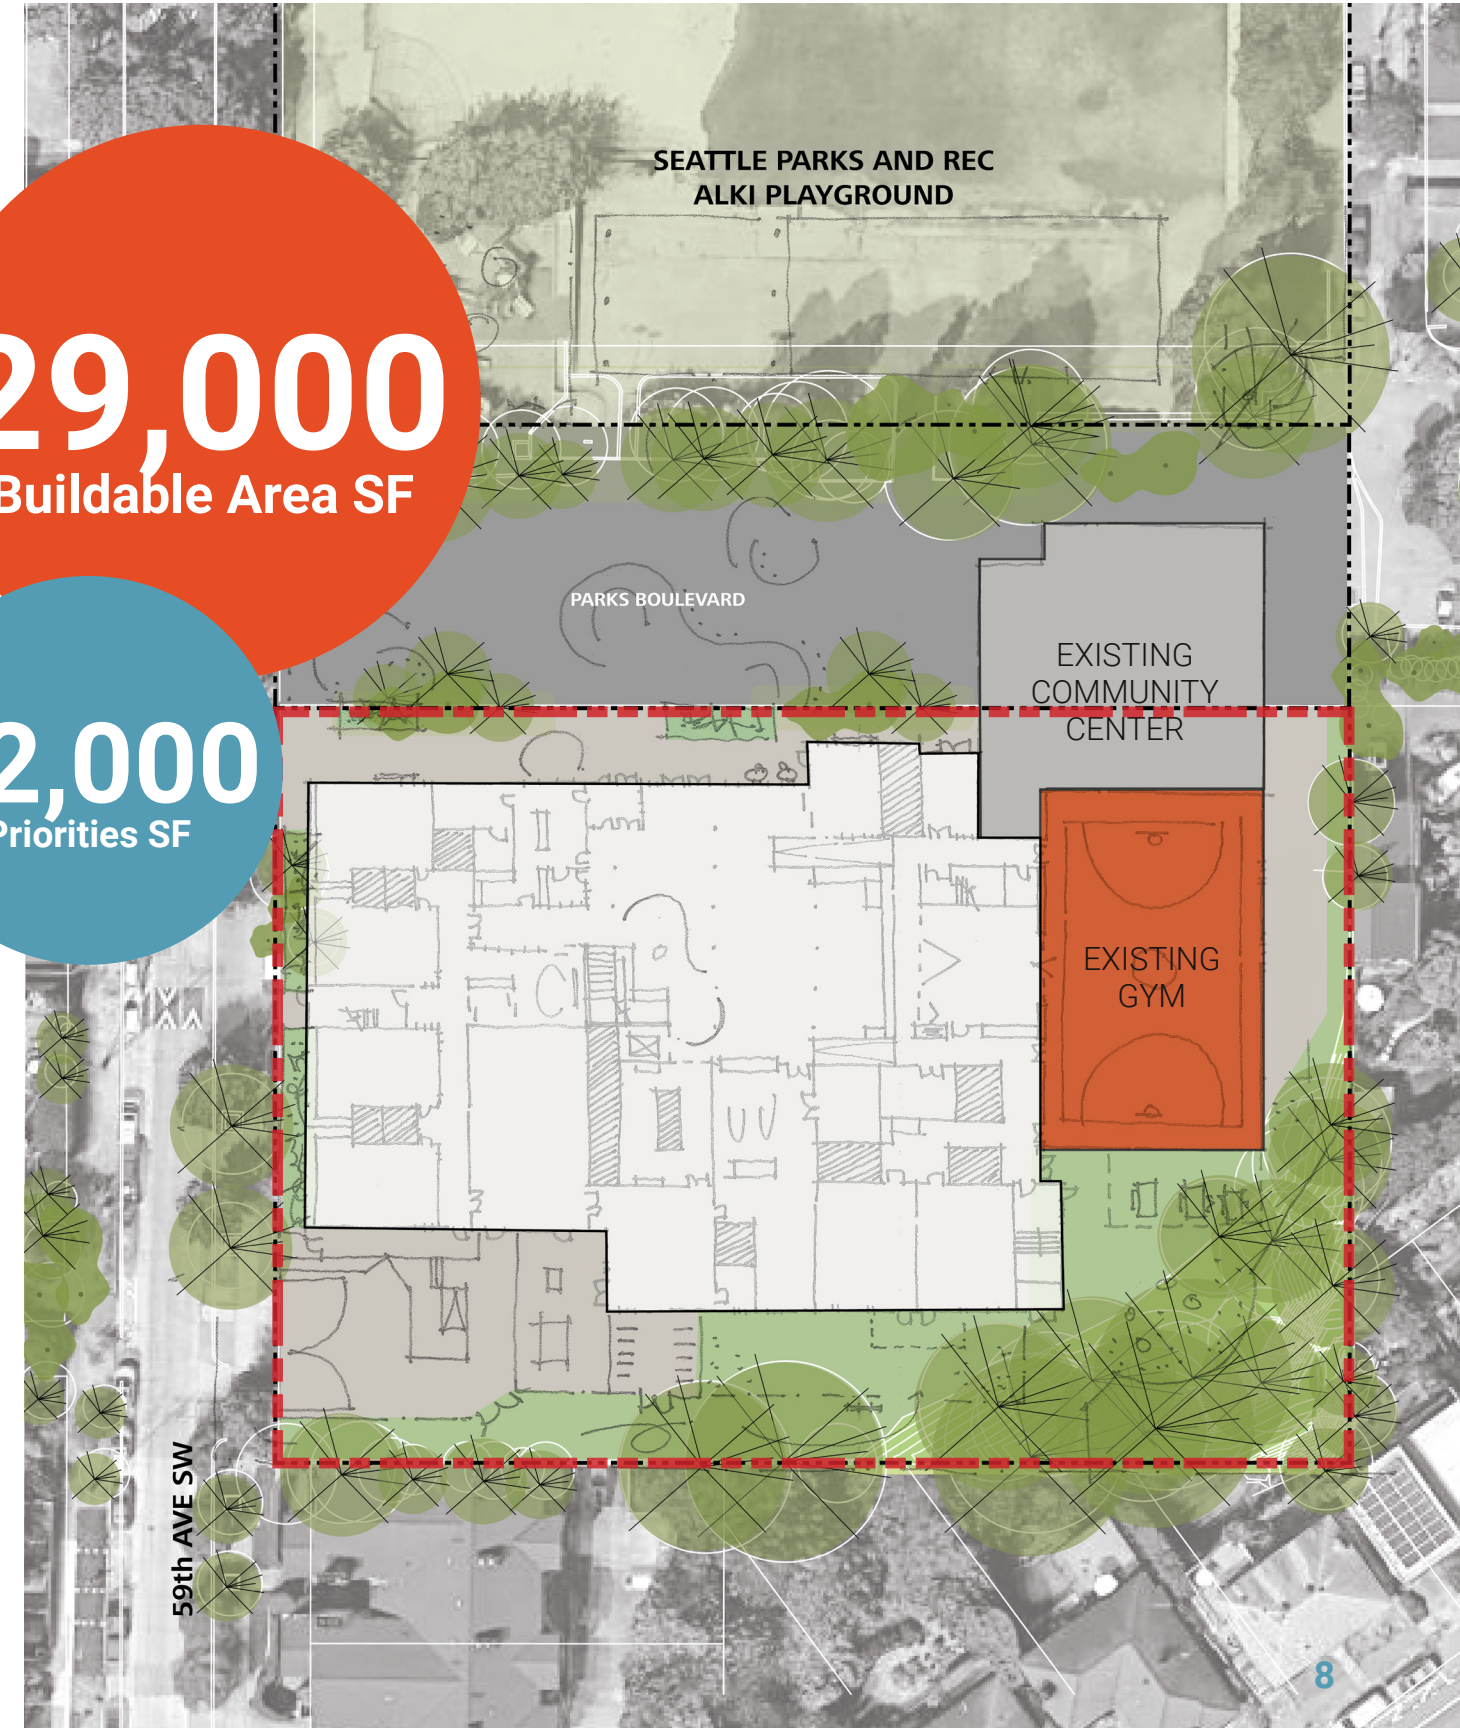 SEATTLE PARKS AND REC
ALKI PLAYGROUND
29,000
Buildable Area SF
PARKS BOULEVARD
2,000
Priorities SF
EXISTING
COMMUNITY
CENTER
EXISTING
GYM
59th AVE SW
8